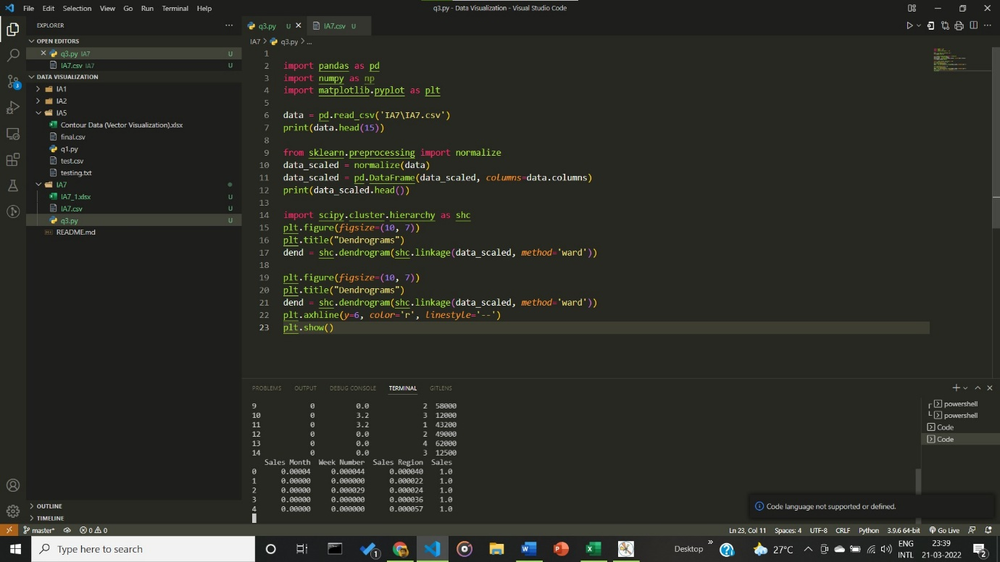 File Edit Selection View Go Run Terminal Help
q3.py - Data Visualization - Visual Studio Code
EXPLORER
OPEN EDITORS
q3.py IA7 U
IA7.csv IA7 U
DATA VISUALIZATION
IA1
IA2
IA5
Contour Data (Vector Visualization).xlsx
final.csv
q1.py
test.csv
testing.txt
IA7
IA7_1.xlsx U
IA7.csv U
q3.py U
README.md
OUTLINE
TIMELINE
3
q3.py U
IA7.csv U
IA7 > q3.py > ...
1
2 import pandas as pd
3 import numpy as np
4 import matplotlib.pyplot as plt
5
6 data = pd.read_csv('IA7\IA7.csv')
7 print(data.head(15))
8
9 from sklearn.preprocessing import normalize
10 data_scaled = normalize(data)
11 data_scaled = pd.DataFrame(data_scaled, columns=data.columns)
12 print(data_scaled.head())
13
14 import scipy.cluster.hierarchy as shc
15 plt.figure(figsize=(10, 7))
16 plt.title("Dendrograms")
17 dend = shc.dendrogram(shc.linkage(data_scaled, method='ward'))
18
19 plt.figure(figsize=(10, 7))
20 plt.title("Dendrograms")
21 dend = shc.dendrogram(shc.linkage(data_scaled, method='ward'))
22 plt.axhline(y=6, color='r', linestyle='--')
23 plt.show()
PROBLEMS OUTPUT DEBUG CONSOLE TERMINAL GITLENS
9 0 0.0 2 58000
10 0 3.2 3 12000
11 0 3.2 1 43200
12 0 0.0 2 49000
13 0 0.0 4 62000
14 0 0.0 3 12500
Sales Month Week Number Sales Region Sales
0 0.00004 0.000044 0.000040 1.0
1 0.00000 0.000000 0.000022 1.0
2 0.00000 0.000029 0.000024 1.0
3 0.00000 0.000000 0.000036 1.0
4 0.00000 0.000000 0.000057 1.0
powershell
powershell
Code
Code
Code language not supported or defined.
master* 0 0
Ln 23, Col 11 Spaces: 4 UTF-8 CRLF Python 3.9.6 64-bit Go Live
Type here to search
1
Desktop
27°C
ENG
INTL
23:39
21-03-2022
2